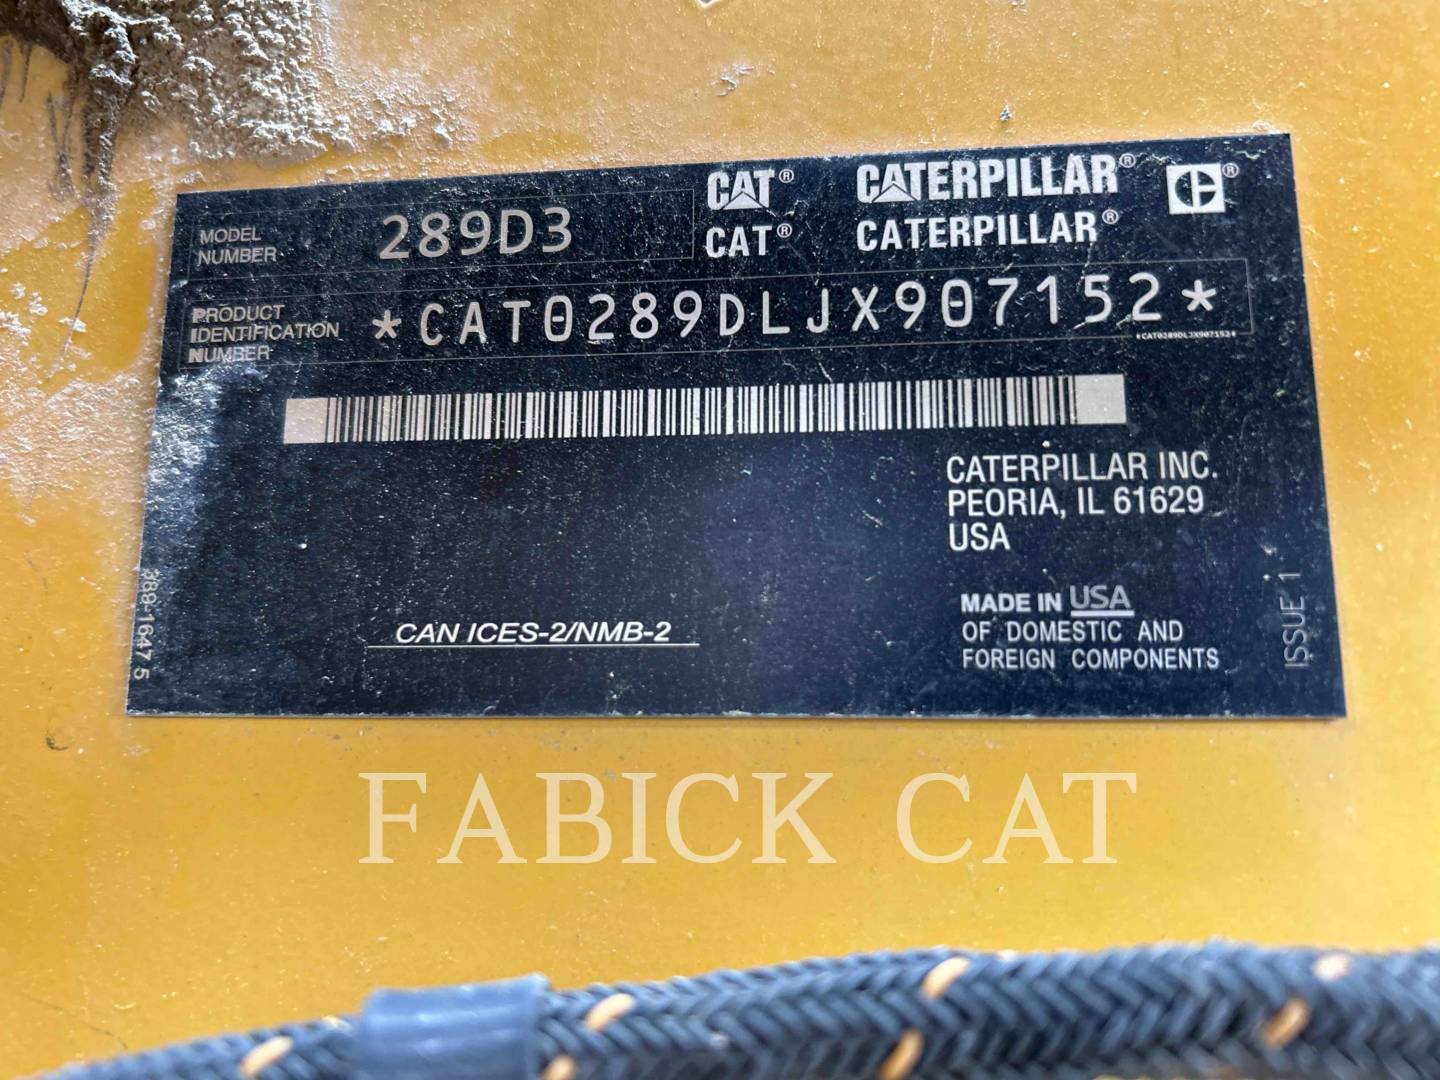 CAT® CATERPILLAR® C®
CAT® CATERPILLAR®
MODEL NUMBER 289D3
PRODUCT IDENTIFICATION NUMBER *CAT0289DLJX907152*
*CAT0289DLJX907152*
CATERPILLAR INC.
PEORIA, IL 61629
USA
MADE IN USA
OF DOMESTIC AND
FOREIGN COMPONENTS
CAN ICES-2/NMB-2
ISSUE 1
FABICK CAT